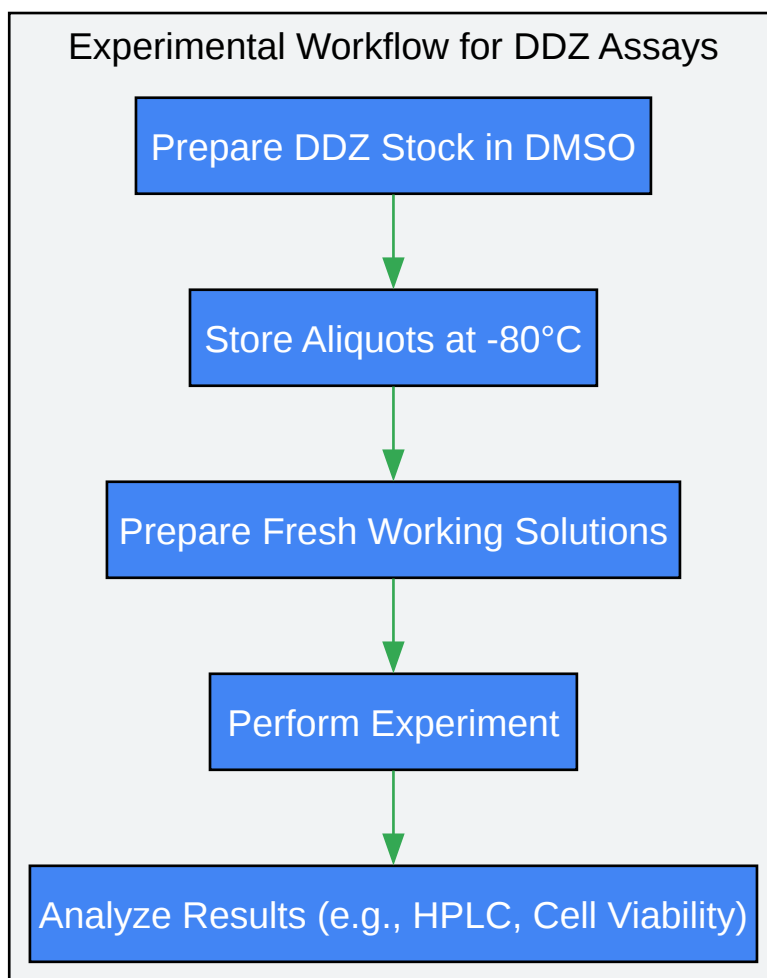 Experimental Workflow for DDZ Assays
Prepare DDZ Stock in DMSO
Store Aliquots at -80°C
Prepare Fresh Working Solutions
Perform Experiment
Analyze Results (e.g., HPLC, Cell Viability)